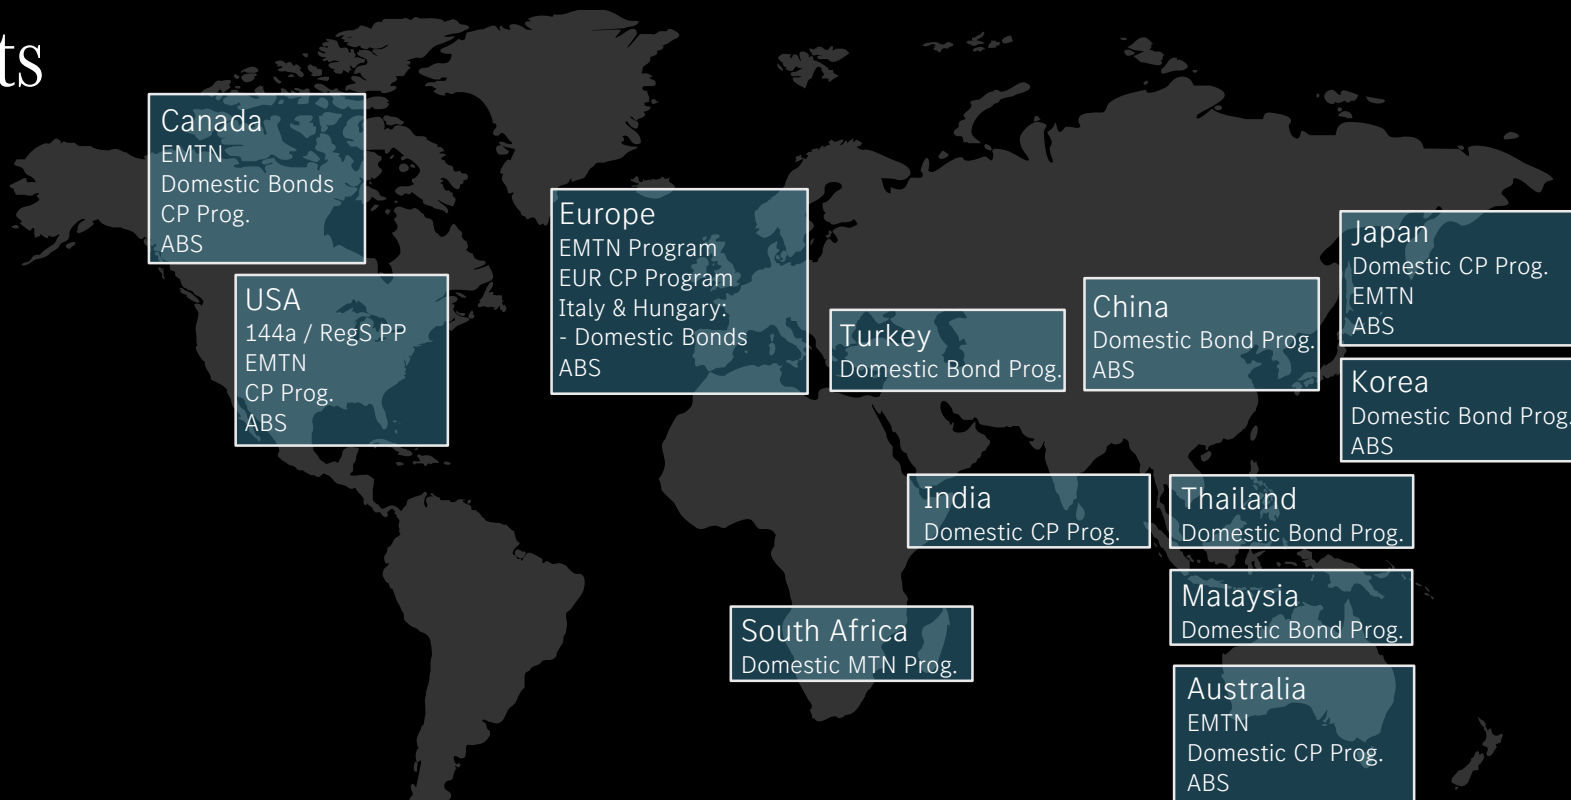 ts
Canada
EMTN
Domestic Bonds
CP Prog.
ABS
USA
144a / RegS PP
EMTN
CP Prog.
ABS
Europe
EMTN Program
EUR CP Program
Italy & Hungary:
- Domestic Bonds
ABS
Turkey
Domestic Bond Prog.
China
Domestic Bond Prog.
ABS
Japan
Domestic CP Prog.
EMTN
ABS
Korea
Domestic Bond Prog.
ABS
India
Domestic CP Prog.
Thailand
Domestic Bond Prog.
Malaysia
Domestic Bond Prog.
South Africa
Domestic MTN Prog.
Australia
EMTN
Domestic CP Prog.
ABS